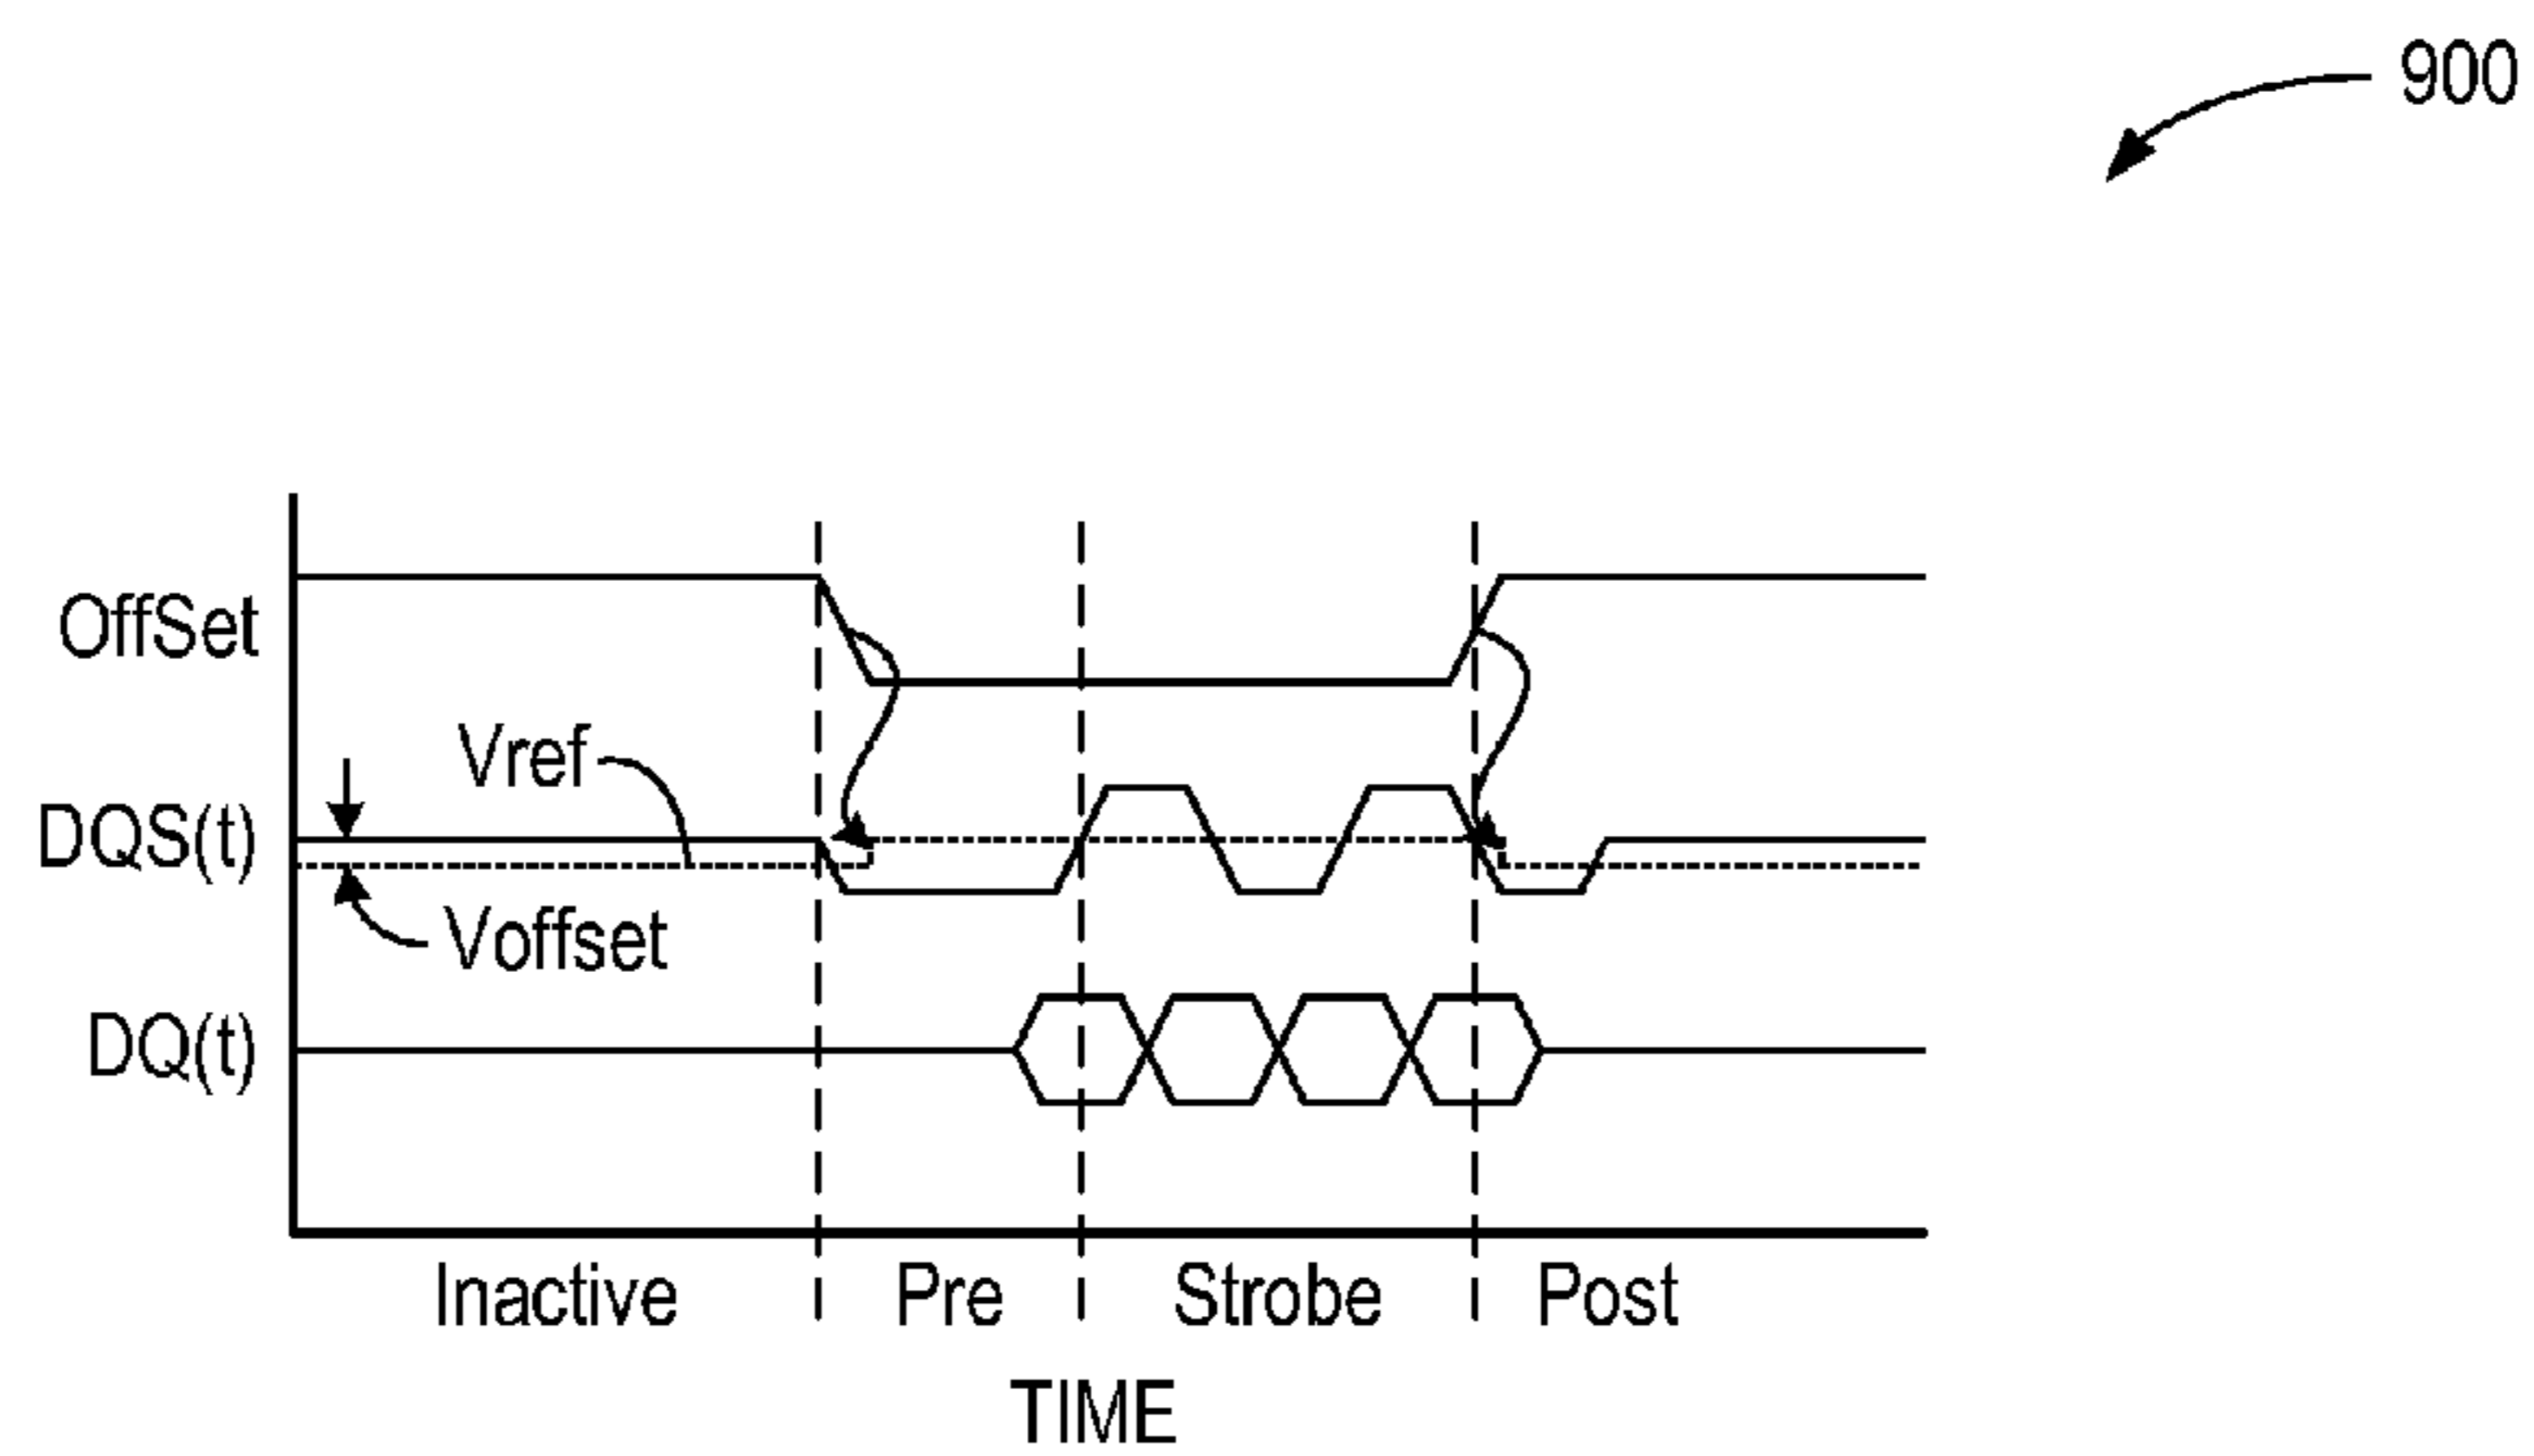 900
OffSet
Vref
DQS(t)
Voffset
DQ(t)
Inactive Pre Strobe Post
TIME